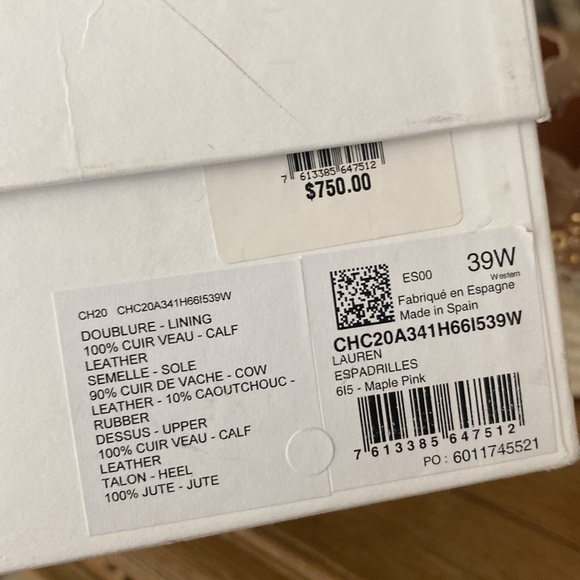 7 613385 647512
$750.00
CH20 CHC20A341H66I539W
DOUBLURE - LINING
100% CUIR VEAU - CALF
LEATHER
SEMELLE - SOLE
90% CUIR DE VACHE - COW
LEATHER - 10% CAOUTCHOUC -
RUBBER
DESSUS - UPPER
100% CUIR VEAU - CALF
LEATHER
TALON - HEEL
100% JUTE - JUTE
ES00
39W
Western
Fabriqué en Espagne
Made in Spain
CHC20A341H66I539W
LAUREN
ESPADRILLES
6I5 - Maple Pink
7 613385 647512
PO : 6011745521